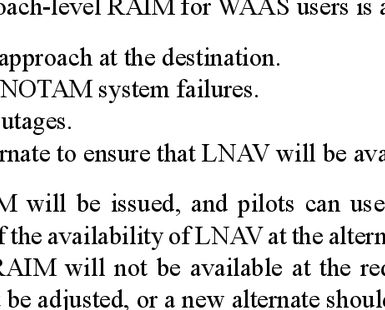 oach-level RAIM for WAAS users is a
approach at the destination.
NOTAM system failures.
utages.
rnate to ensure that LNAV will be ava
M will be issued, and pilots can use
f the availability of LNAV at the altern
RAIM will not be available at the re
be adjusted, or a new alternate shoul